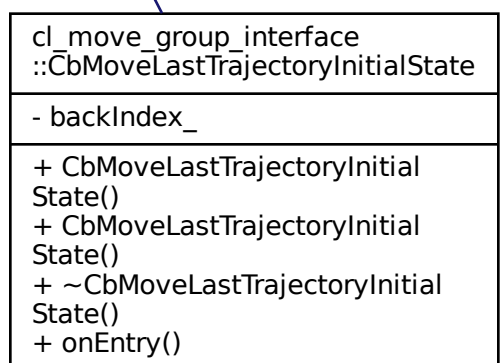 cl_move_group_interface
::CbMoveLastTrajectoryInitialState
- backIndex_
+ CbMoveLastTrajectoryInitial
State()
+ CbMoveLastTrajectoryInitial
State()
+ ~CbMoveLastTrajectoryInitial
State()
+ onEntry()